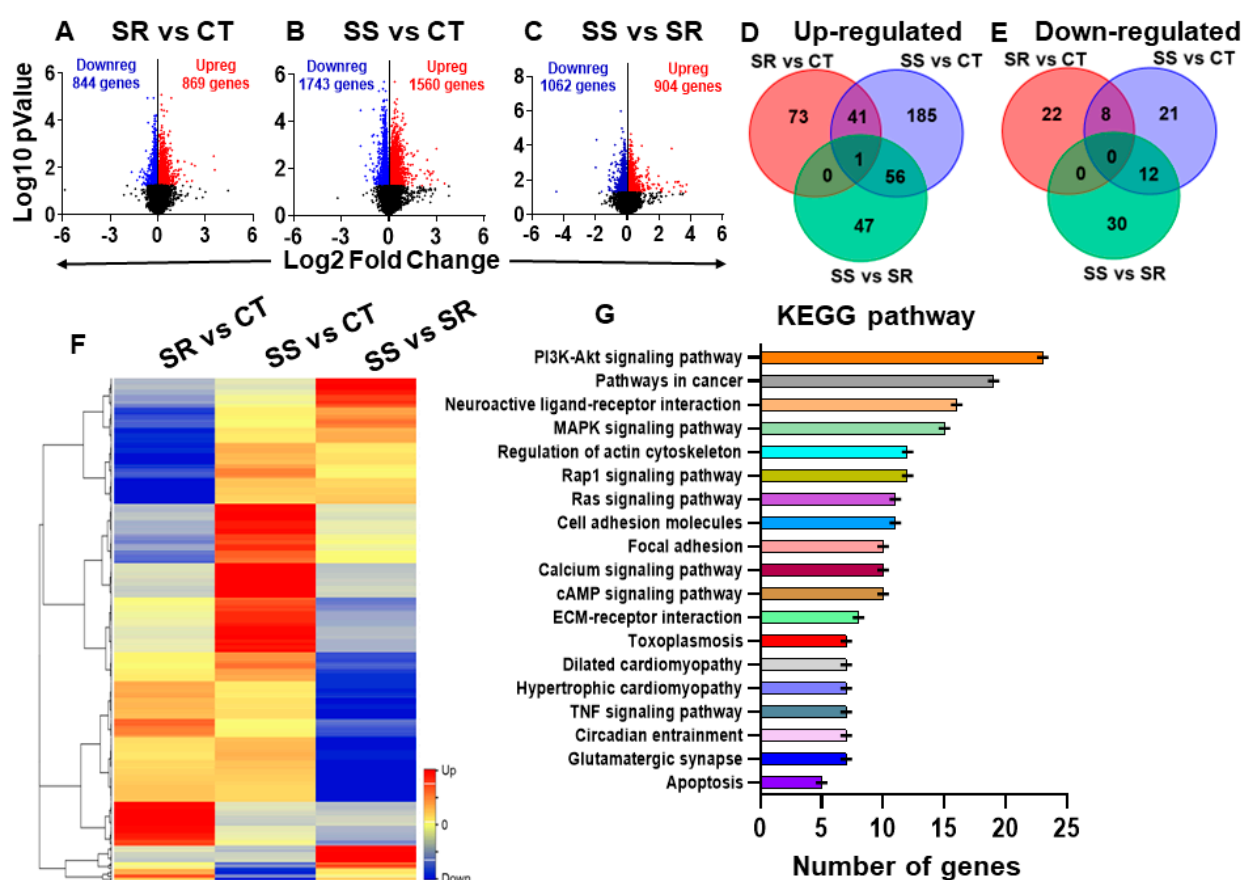 A SR vs CT
B SS vs CT
C SS vs SR
D Up-regulated
E Down-regulated
Log10 pValue
Downreg
844 genes
Upreg
869 genes
6
4
2
0
-6 -3 0 3 6
Downreg
1743 genes
Upreg
1560 genes
6
4
2
0
-6 -4 -2 0 2 4 6
Downreg
1062 genes
Upreg
904 genes
8
6
4
2
0
-6 -4 -2 0 2 4 6
Log2 Fold Change
SR vs CT
SS vs CT
73 41 185
1
0 56
47
SS vs SR
SR vs CT
SS vs CT
22 8 21
0
0 12
30
SS vs SR
F
SR vs CT
SS vs CT
SS vs SR
Up
0
Down
G KEGG pathway
PI3K-Akt signaling pathway
Pathways in cancer
Neuroactive ligand-receptor interaction
MAPK signaling pathway
Regulation of actin cytoskeleton
Rap1 signaling pathway
Ras signaling pathway
Cell adhesion molecules
Focal adhesion
Calcium signaling pathway
cAMP signaling pathway
ECM-receptor interaction
Toxoplasmosis
Dilated cardiomyopathy
Hypertrophic cardiomyopathy
TNF signaling pathway
Circadian entrainment
Glutamatergic synapse
Apoptosis
0 5 10 15 20 25
Number of genes